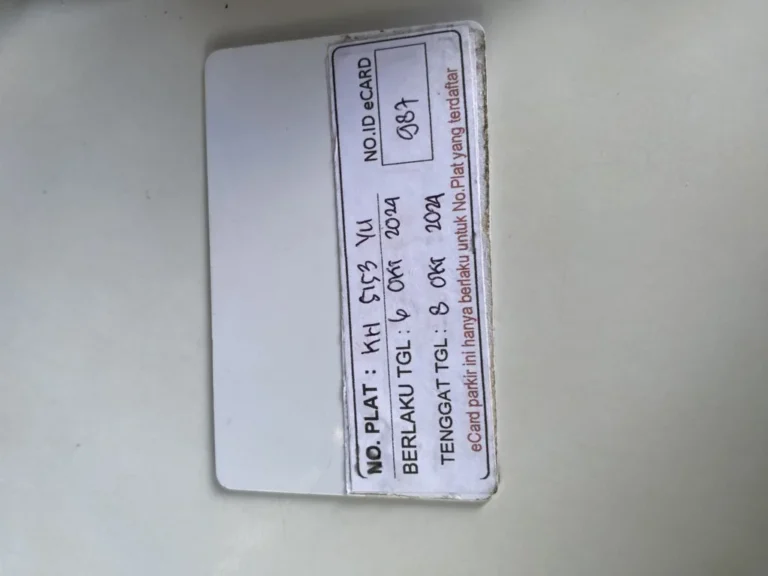 NO. PLAT : KH 5153 YU
NO.ID eCARD
987
BERLAKU TGL : 6 OKT 2024
TENGGAT TGL : 8 OKT 2024
eCard parkir ini hanya berlaku untuk No.Plat yang terdaftar